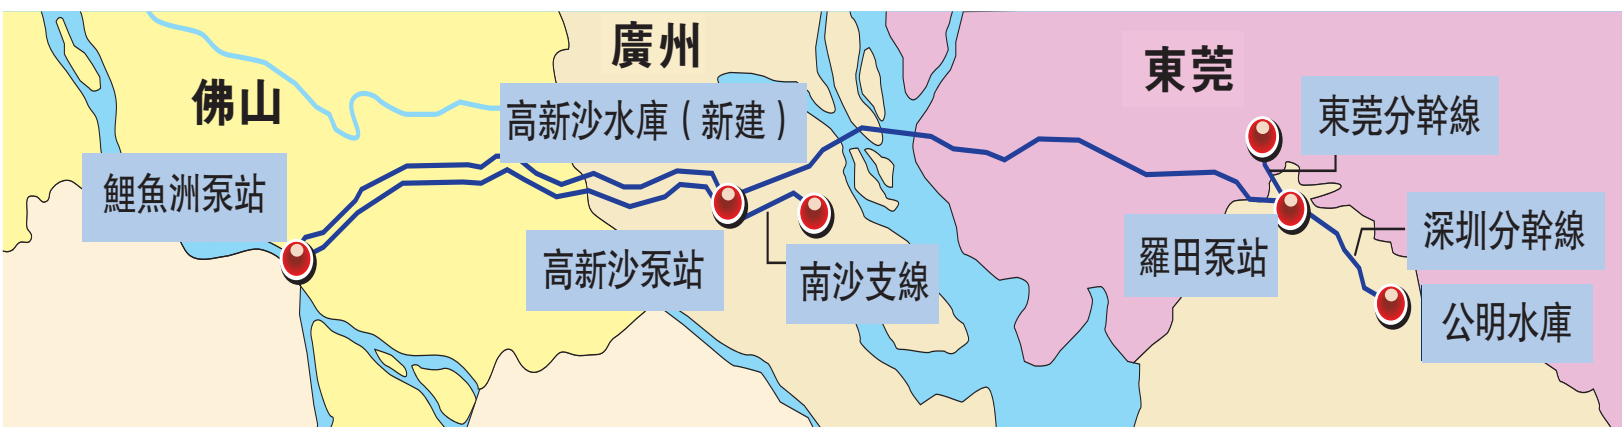 廣州
東莞
佛山
高新沙水庫（新建）
東莞分幹線
鯉魚洲泵站
深圳分幹線
羅田泵站
高新沙泵站
南沙支線
公明水庫